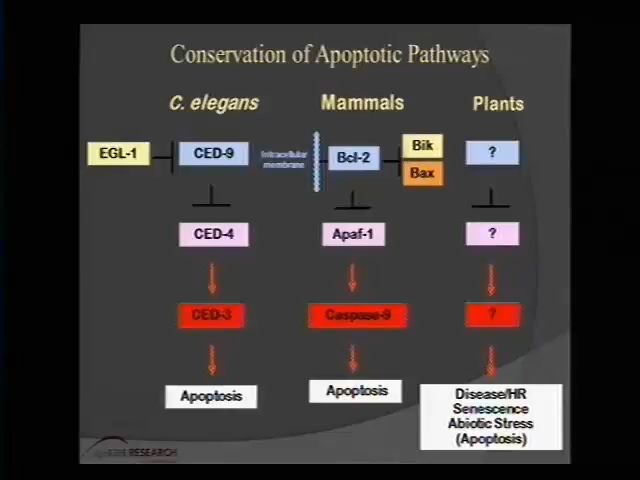 Conservation of Apoptotic Pathways
C. elegans
Mammals
Plants
EGL-1
CED-9
Intracellular
membrane
Bcl-2
Bik
Bax
?
CED-4
Apaf-1
?
CED-3
Caspase-9
?
Apoptosis
Apoptosis
Disease/HR
Senescence
Abiotic Stress
(Apoptosis)
RESEARCH